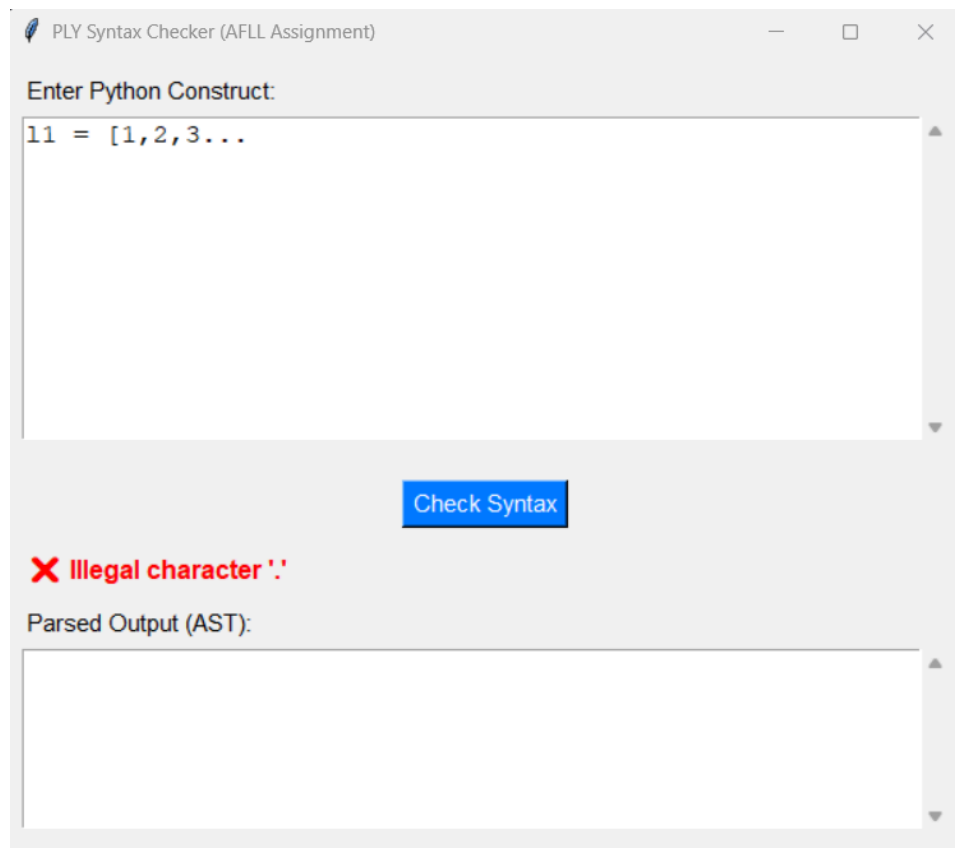 PLY Syntax Checker (AFLL Assignment)
Enter Python Construct:
l1 = [1,2,3...
Check Syntax
❌ Illegal character '.'
Parsed Output (AST):